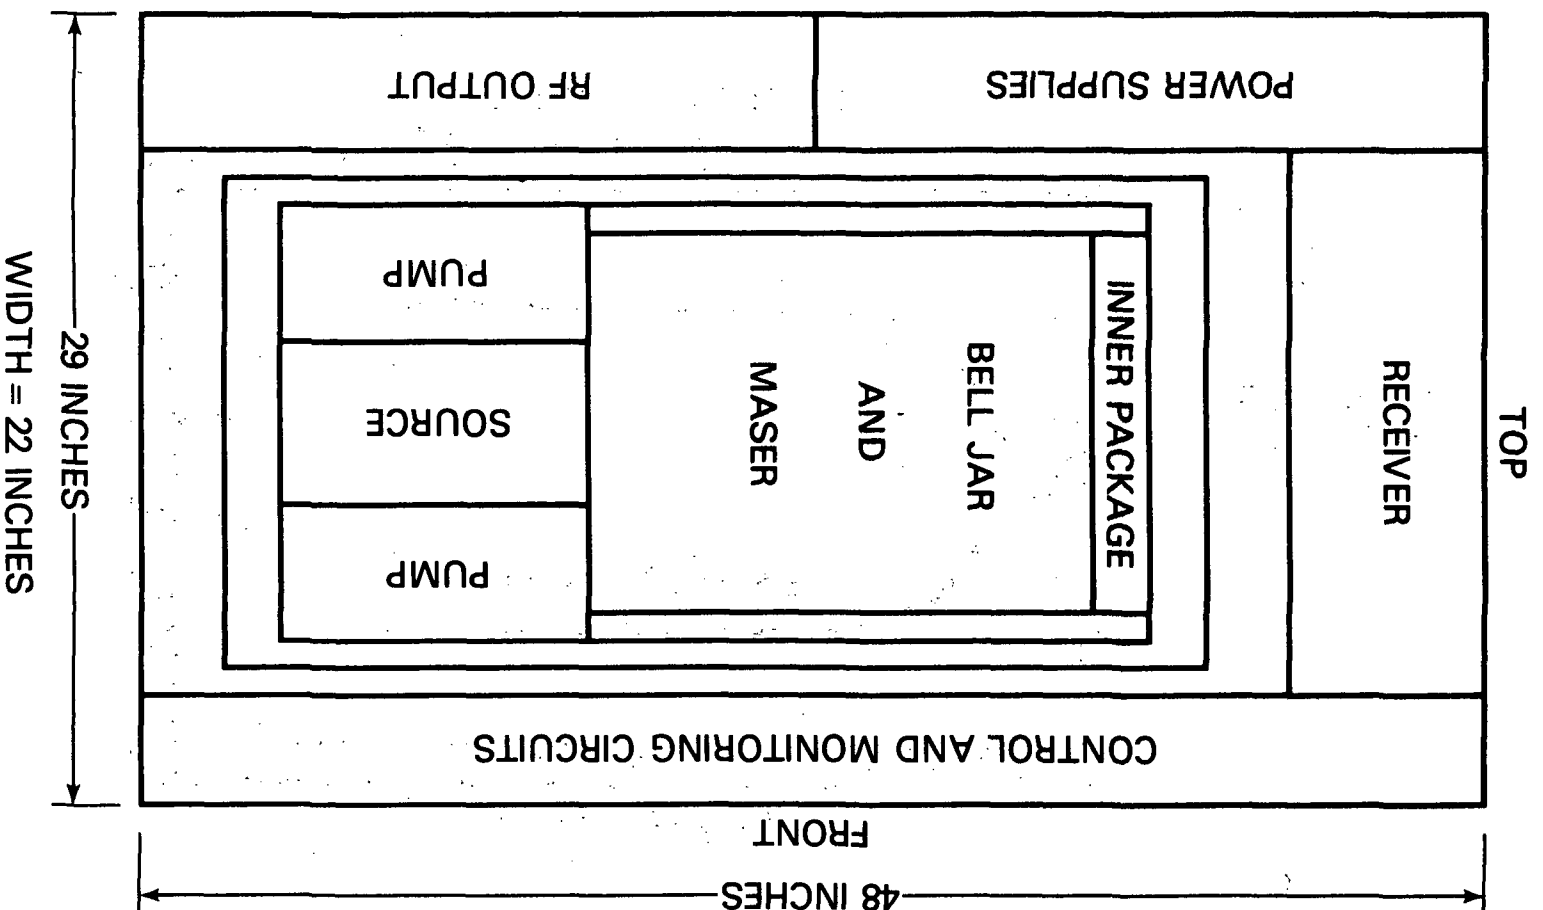 TOP
RECEIVER
POWER SUPPLIES
RF OUTPUT
INNER PACKAGE
BELL JAR
AND
MASER
PUMP
SOURCE
PUMP
CONTROL AND MONITORING CIRCUITS
FRONT
48 INCHES
29 INCHES
WIDTH = 22 INCHES